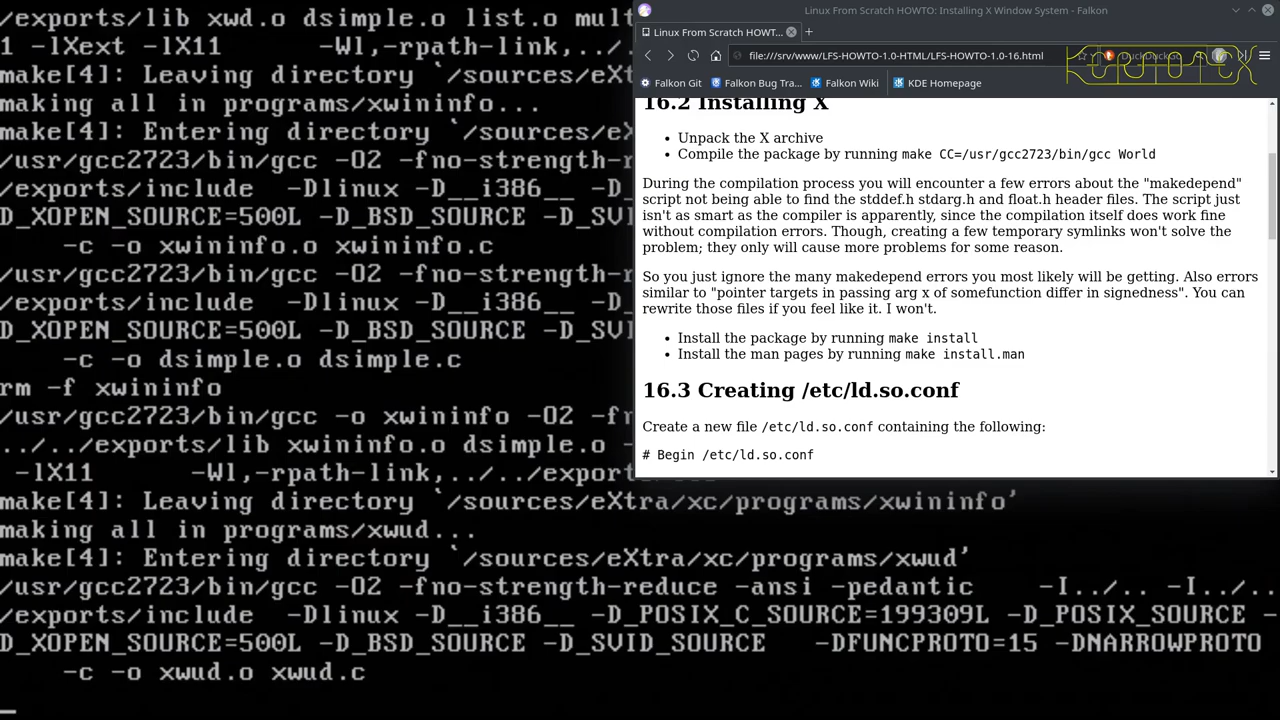 /exports/lib xwd.o dsimple.o list.o mult
1 -lXext -lX11 -Wl,-rpath-link,../.
make[4]: Leaving directory `/sources/eXt
making all in programs/xwininfo...
make[4]: Entering directory `/sources/eX
/usr/gcc2723/bin/gcc -O2 -fno-strength-r
/exports/include -Dlinux -D__i386__ -D_
D_XOPEN_SOURCE=500L -D_BSD_SOURCE -D_SVI
-c -o xwininfo.o xwininfo.c
/usr/gcc2723/bin/gcc -O2 -fno-strength-r
/exports/include -Dlinux -D__i386__ -D_
D_XOPEN_SOURCE=500L -D_BSD_SOURCE -D_SVI
-c -o dsimple.o dsimple.c
rm -f xwininfo
/usr/gcc2723/bin/gcc -o xwininfo -O2 -fn
../../exports/lib xwininfo.o dsimple.o -
-lX11 -Wl,-rpath-link,../../exports
make[4]: Leaving directory `/sources/eXtra/xc/programs/xwininfo'
making all in programs/xwud...
make[4]: Entering directory `/sources/eXtra/xc/programs/xwud'
/usr/gcc2723/bin/gcc -O2 -fno-strength-reduce -ansi -pedantic -I../.. -I../..
/exports/include -Dlinux -D__i386__ -D_POSIX_C_SOURCE=199309L -D_POSIX_SOURCE -
D_XOPEN_SOURCE=500L -D_BSD_SOURCE -D_SVID_SOURCE -DFUNCPROTO=15 -DNARROWPROTO
-c -o xwud.o xwud.c
Linux From Scratch HOWTO: Installing X Window System - Falkon
Linux From Scratch HOWT...
file:///srv/www/LFS-HOWTO-1.0-HTML/LFS-HOWTO-1.0-16.html
Falkon Git Falkon Bug Tra... Falkon Wiki KDE Homepage
16.2 Installing X
• Unpack the X archive
• Compile the package by running make CC=/usr/gcc2723/bin/gcc World
During the compilation process you will encounter a few errors about the "makedepend"
script not being able to find the stddef.h stdarg.h and float.h header files. The script just
isn't as smart as the compiler is apparently, since the compilation itself does work fine
without compilation errors. Though, creating a few temporary symlinks won't solve the
problem; they only will cause more problems for some reason.
So you just ignore the many makedepend errors you most likely will be getting. Also errors
similar to "pointer targets in passing arg x of somefunction differ in signedness". You can
rewrite those files if you feel like it. I won't.
• Install the package by running make install
• Install the man pages by running make install.man
16.3 Creating /etc/ld.so.conf
Create a new file /etc/ld.so.conf containing the following:
# Begin /etc/ld.so.conf